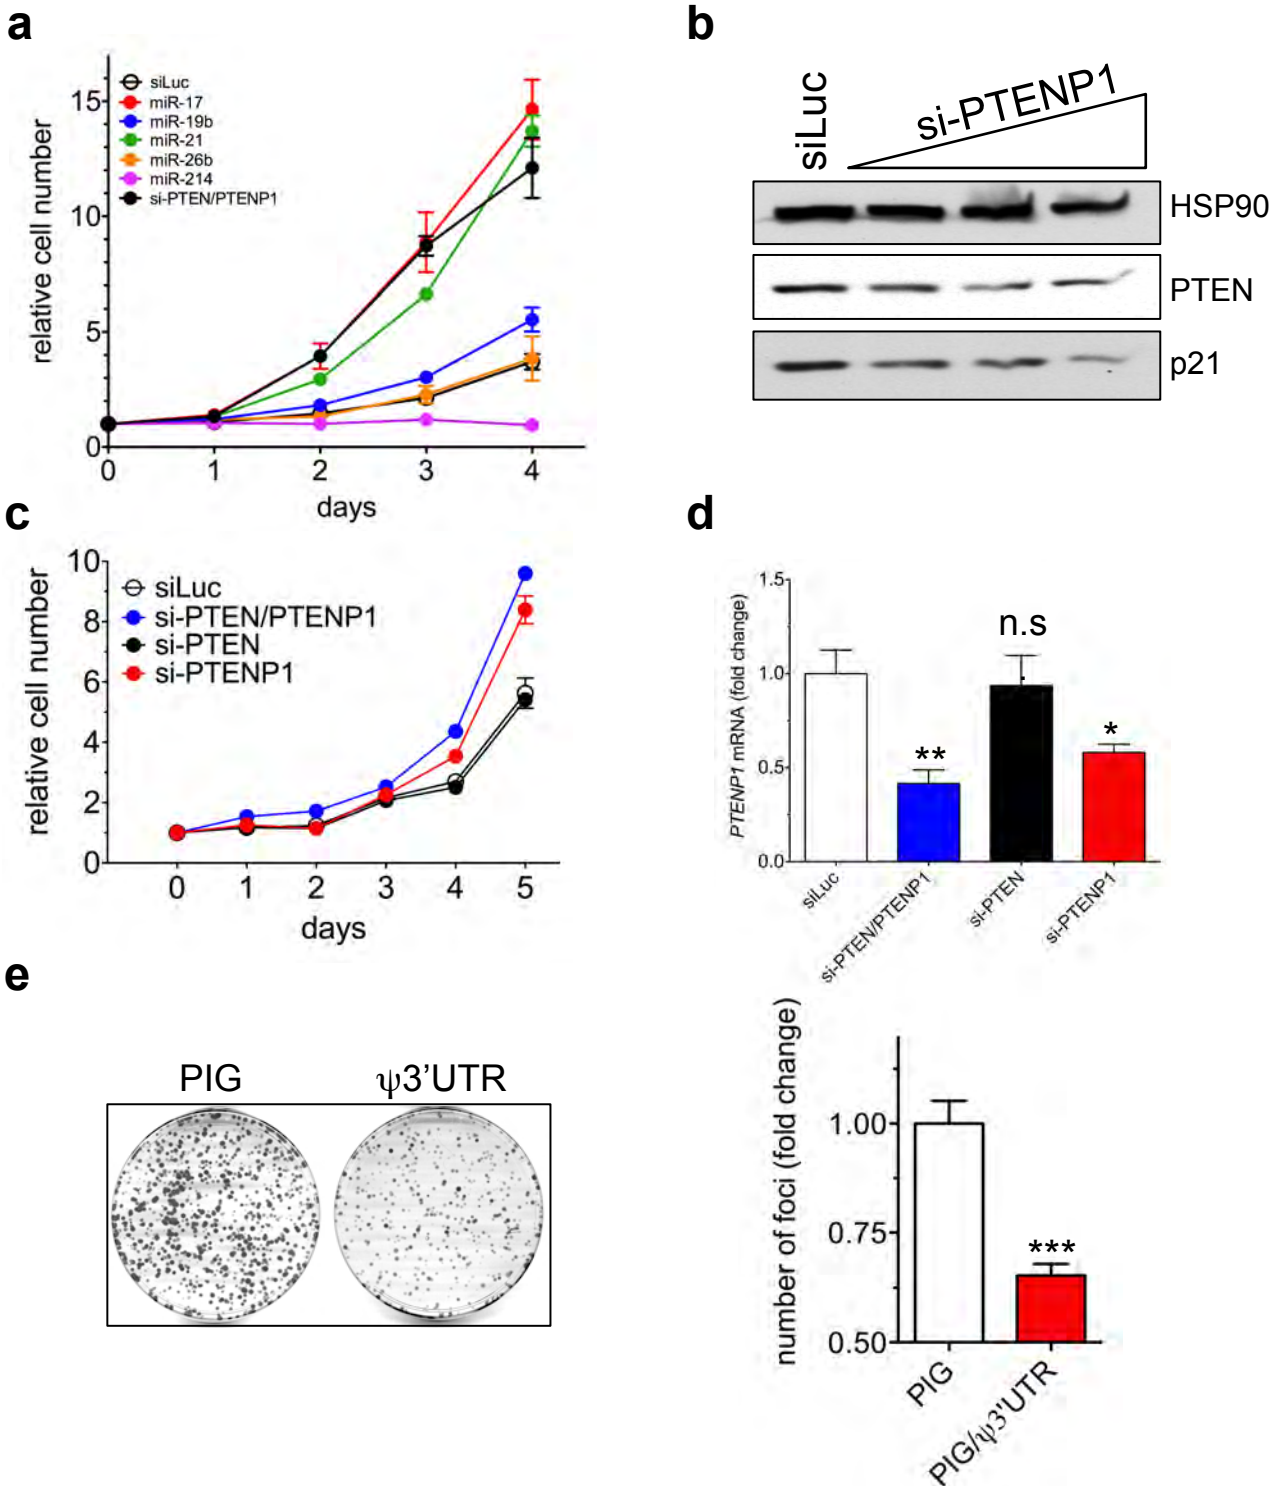 a
siLuc
miR-17
miR-19b
miR-21
miR-26b
miR-214
si-PTEN/PTENP1
relative cell number
15
10
5
0
0 1 2 3 4
days
b
siLuc
si-PTENP1
HSP90
PTEN
p21
c
siLuc
si-PTEN/PTENP1
si-PTEN
si-PTENP1
relative cell number
10
8
6
4
2
0
0 1 2 3 4 5
days
d
PTENP1 mRNA (fold change)
1.5
1.0
0.5
0.0
**
n.s
*
siLuc
si-PTEN/PTENP1
si-PTEN
si-PTENP1
e
PIG ψ3’UTR
number of foci (fold change)
1.00
0.75
0.50
***
PIG
PIG/ψ3'UTR